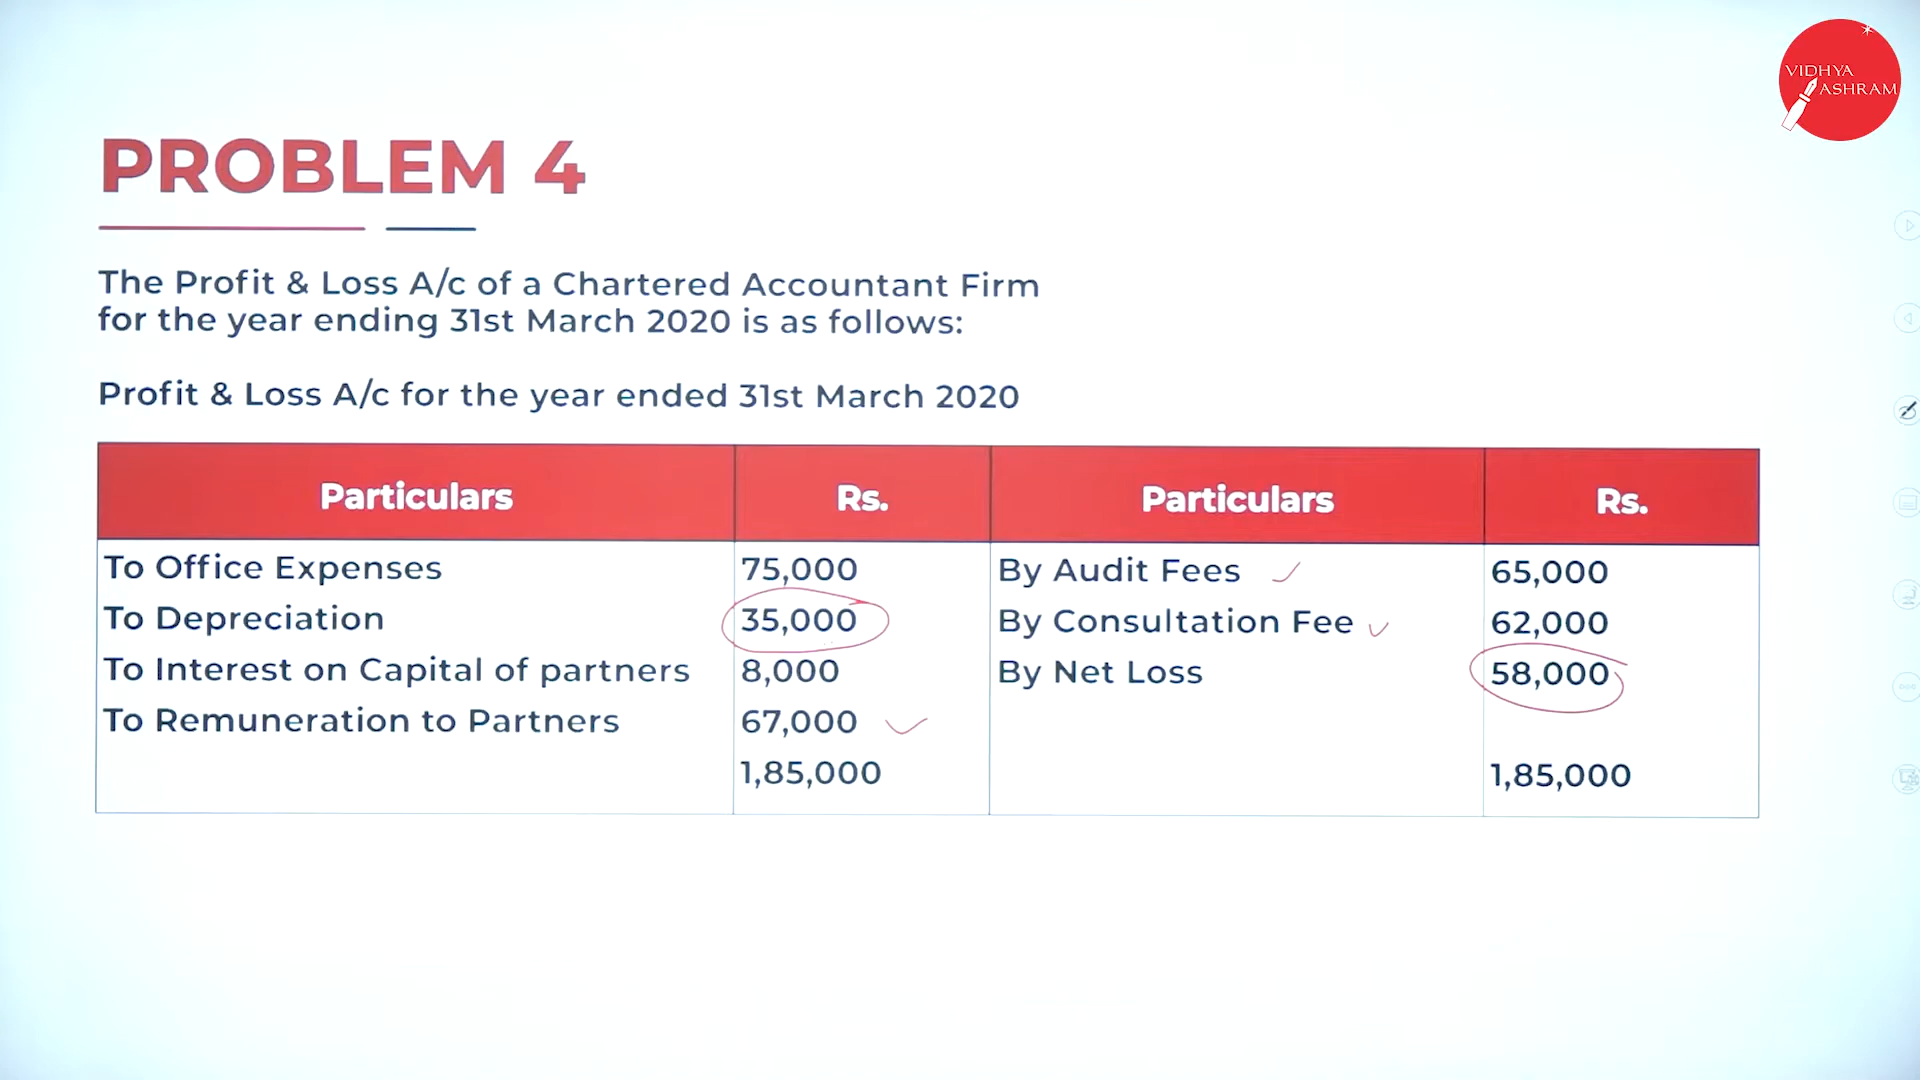 VIDHYA
ASHRAM
PROBLEM 4
The Profit & Loss A/c of a Chartered Accountant Firm
for the year ending 31st March 2020 is as follows:
Profit & Loss A/c for the year ended 31st March 2020
Particulars Rs. Particulars Rs.
To Office Expenses 75,000 By Audit Fees 65,000
To Depreciation 35,000 By Consultation Fee 62,000
To Interest on Capital of partners 8,000 By Net Loss 58,000
To Remuneration to Partners 67,000
1,85,000 1,85,000